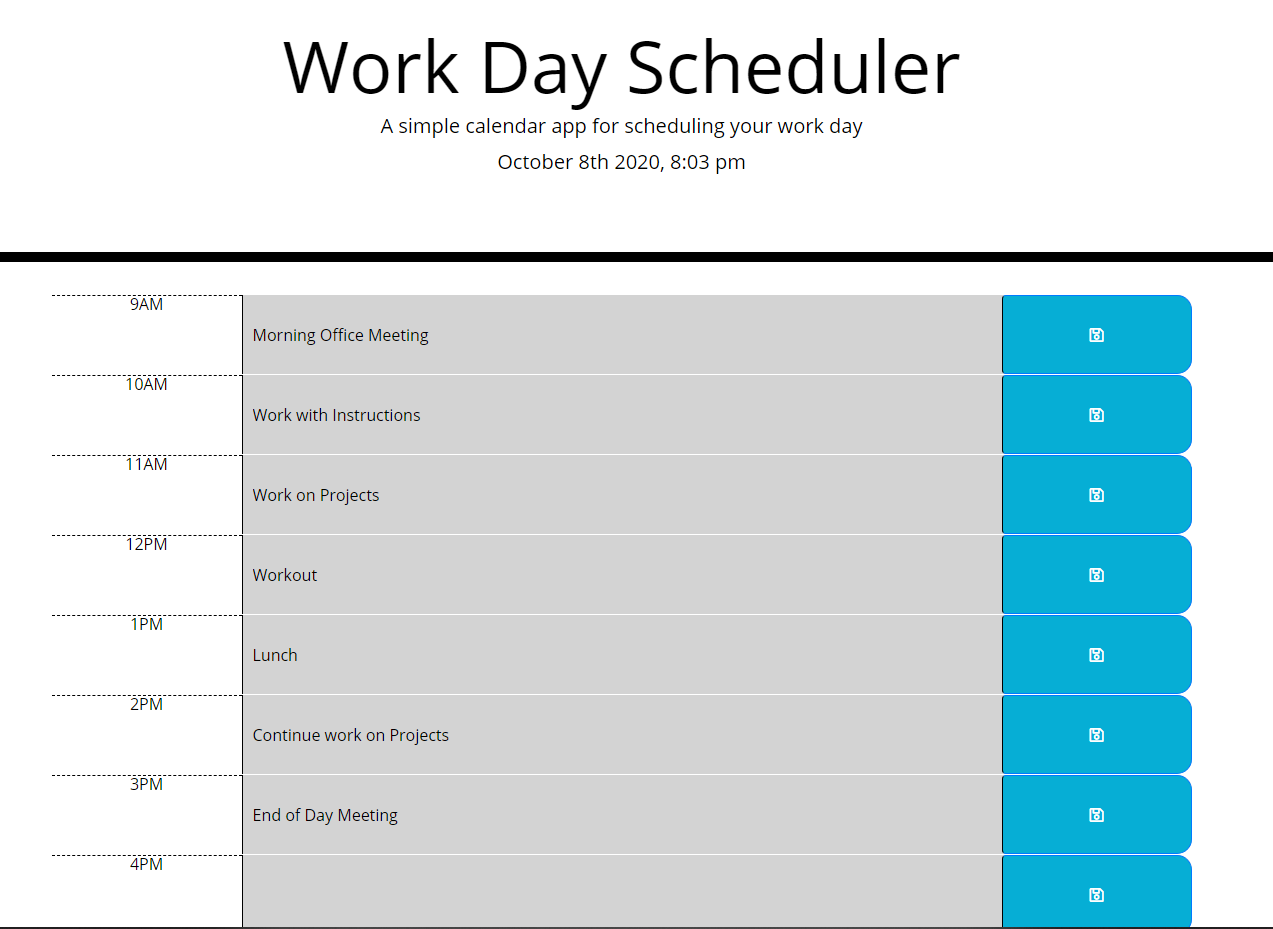 Work Day Scheduler
A simple calendar app for scheduling your work day
October 8th 2020, 8:03 pm
9AM
Morning Office Meeting
10AM
Work with Instructions
11AM
Work on Projects
12PM
Workout
1PM
Lunch
2PM
Continue work on Projects
3PM
End of Day Meeting
4PM